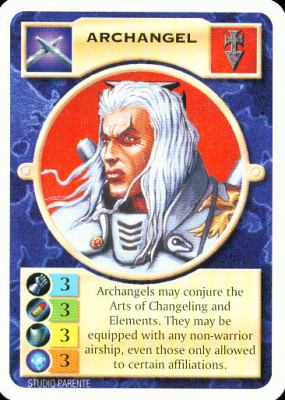 ARCHANGEL
3
3
3
3
Archangels may conjure the
Arts of Changeling and
Elements. They may be
equipped with any non-warrior
airship, even those only allowed
to certain affiliations.
STUDIO PARENTE